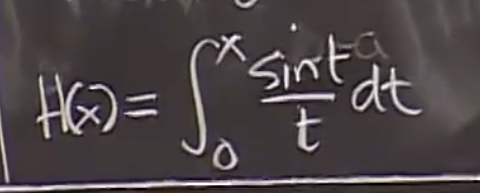 H(x) = ∫₀ˣ sin t / t dt